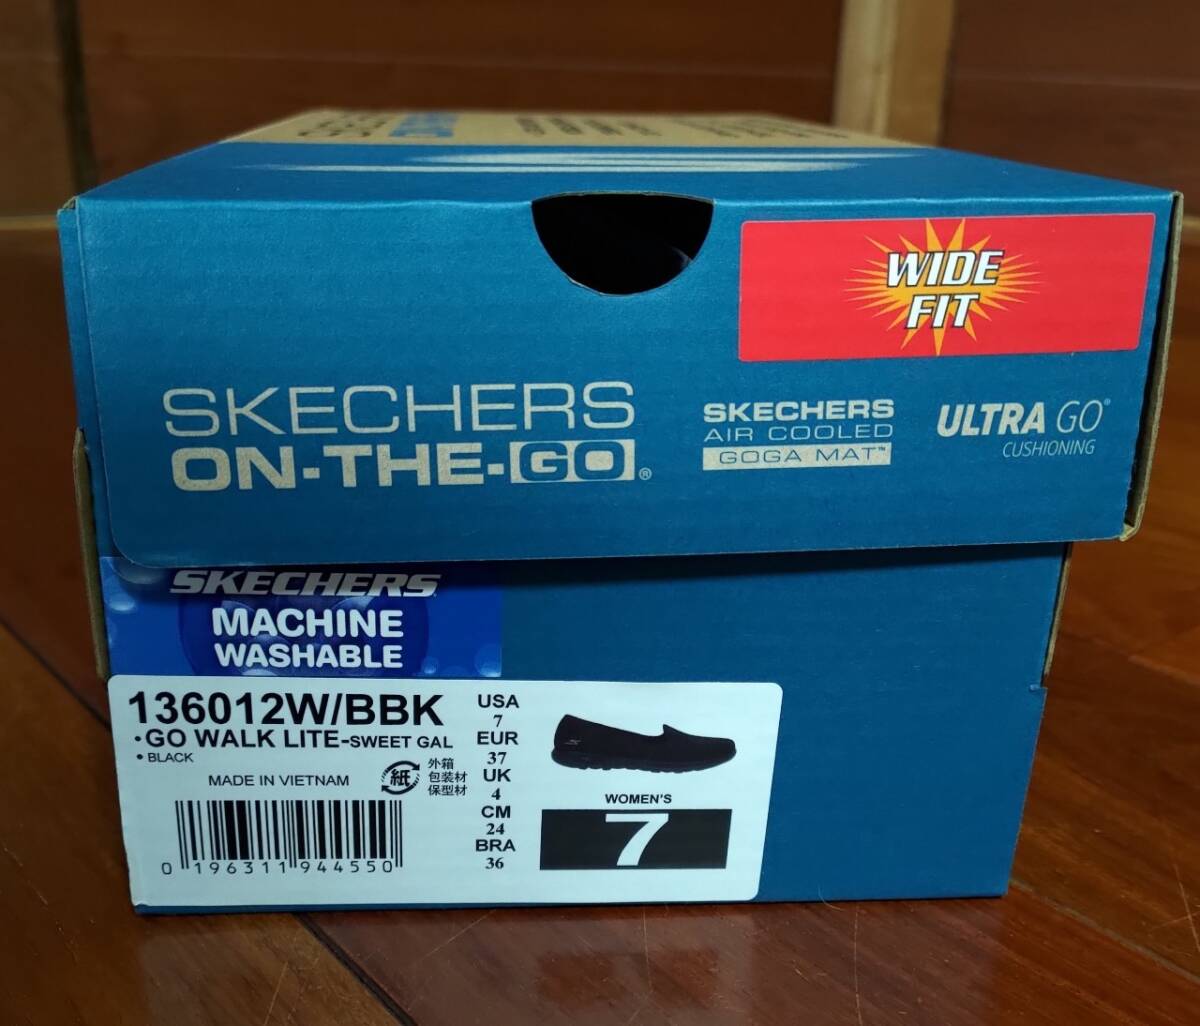 WIDE
FIT
SKECHERS
ON-THE-GO®
SKECHERS
AIR COOLED
GOGA MAT™
ULTRA GO®
CUSHIONING
SKECHERS
MACHINE
WASHABLE
136012W/BBK
•GO WALK LITE-SWEET GAL
• BLACK
MADE IN VIETNAM
紙
外箱
包装材
保型材
0 196311 944550
USA
7
EUR
37
UK
4
CM
24
BRA
36
WOMEN'S
7